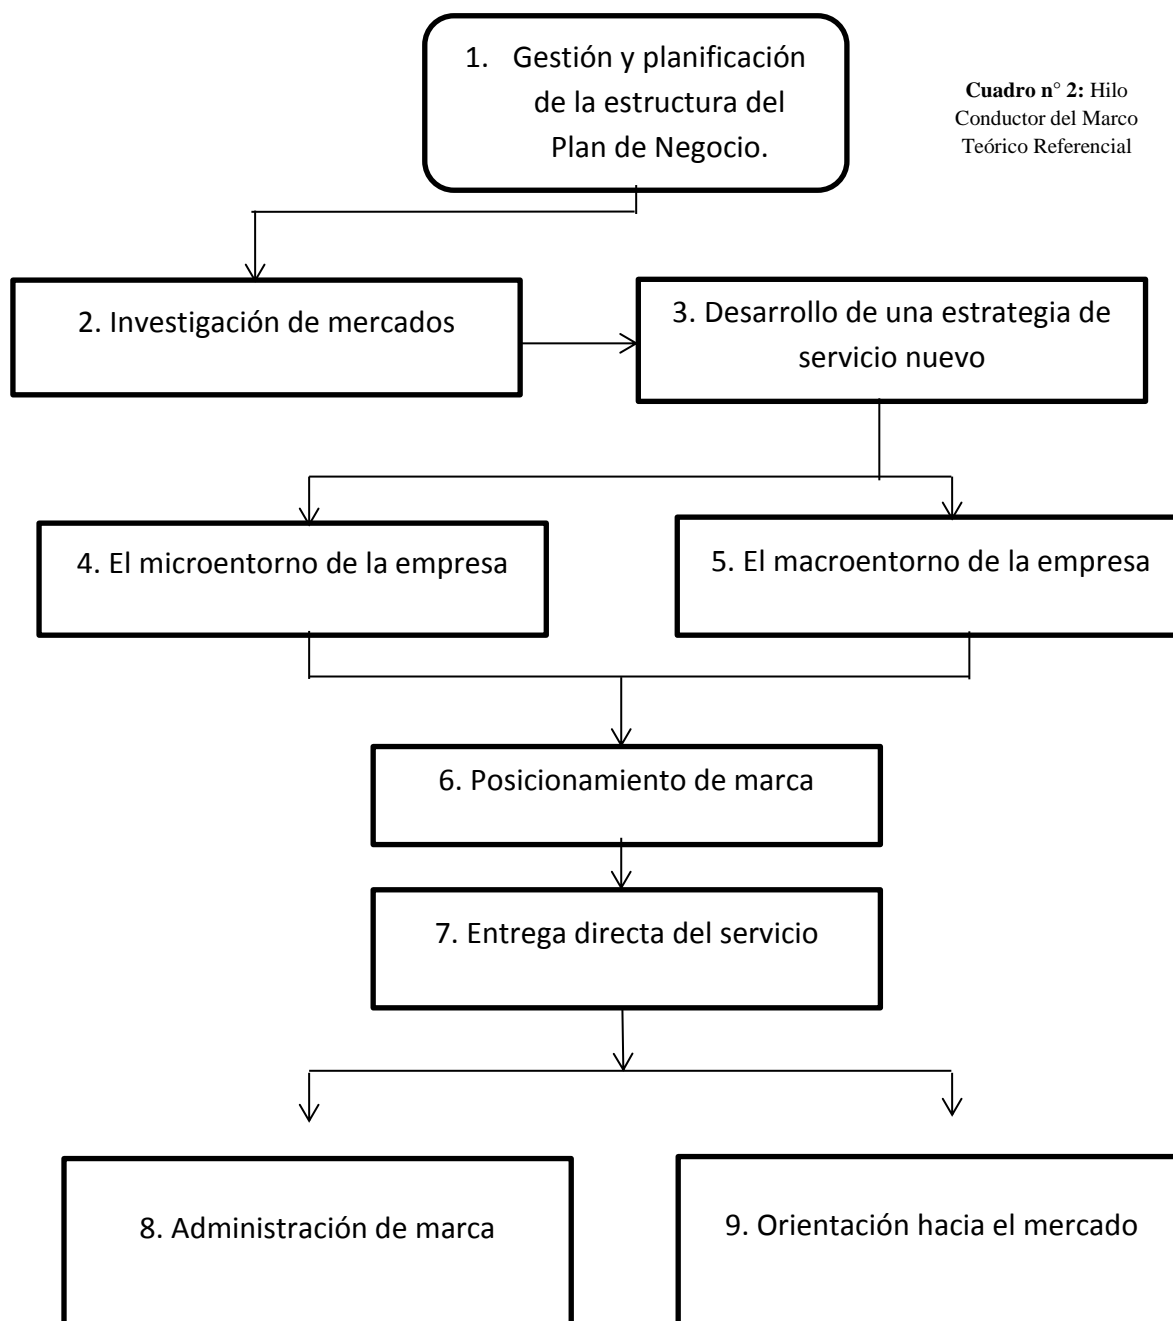 1. Gestión y planificación
de la estructura del
Plan de Negocio.
Cuadro n° 2: Hilo
Conductor del Marco
Teórico Referencial
2. Investigación de mercados
3. Desarrollo de una estrategia de
servicio nuevo
4. El microentorno de la empresa
5. El macroentorno de la empresa
6. Posicionamiento de marca
7. Entrega directa del servicio
8. Administración de marca
9. Orientación hacia el mercado